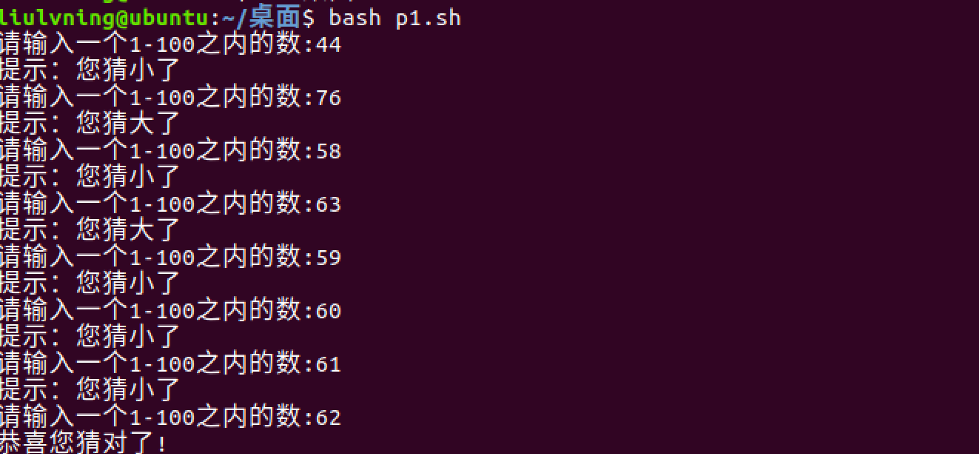 liulvning@ubuntu:~/桌面$ bash p1.sh
请输入一个1-100之内的数:44
提示：您猜小了
请输入一个1-100之内的数:76
提示：您猜大了
请输入一个1-100之内的数:58
提示：您猜小了
请输入一个1-100之内的数:63
提示：您猜大了
请输入一个1-100之内的数:59
提示：您猜小了
请输入一个1-100之内的数:60
提示：您猜小了
请输入一个1-100之内的数:61
提示：您猜小了
请输入一个1-100之内的数:62
恭喜您猜对了!